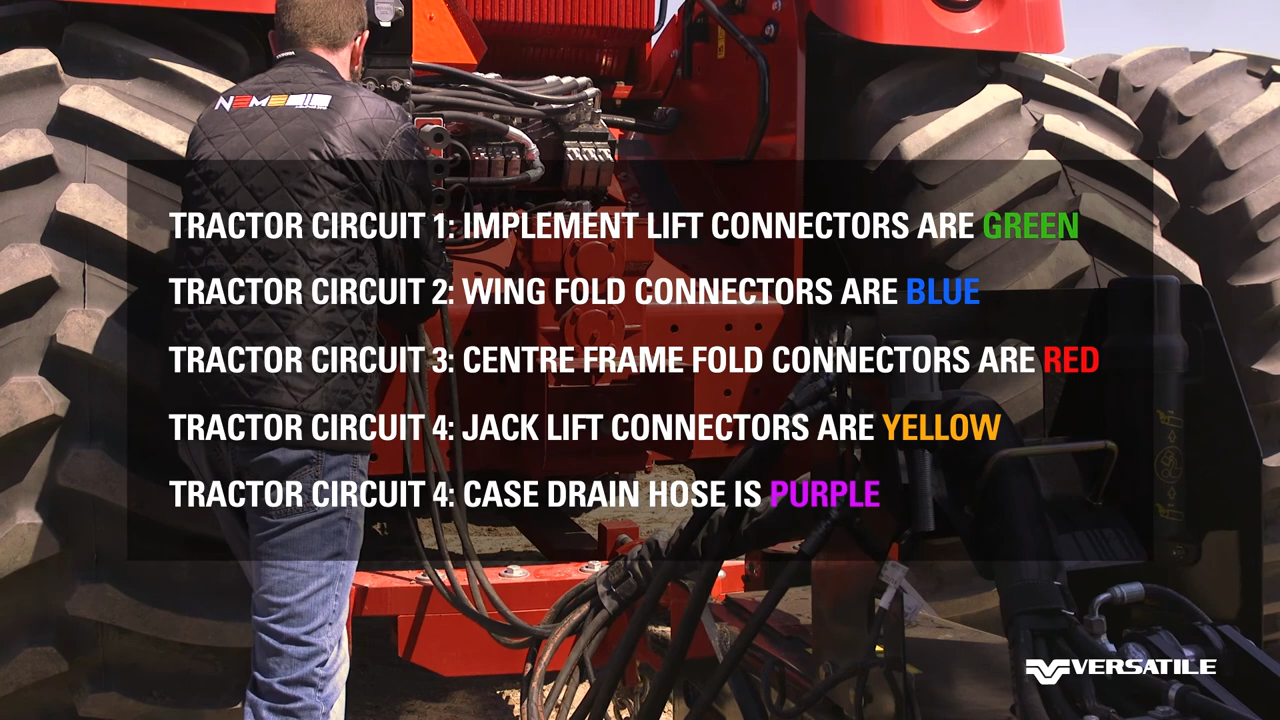 TRACTOR CIRCUIT 1: IMPLEMENT LIFT CONNECTORS ARE GREEN
TRACTOR CIRCUIT 2: WING FOLD CONNECTORS ARE BLUE
TRACTOR CIRCUIT 3: CENTRE FRAME FOLD CONNECTORS ARE RED
TRACTOR CIRCUIT 4: JACK LIFT CONNECTORS ARE YELLOW
TRACTOR CIRCUIT 4: CASE DRAIN HOSE IS PURPLE
VERSATILE